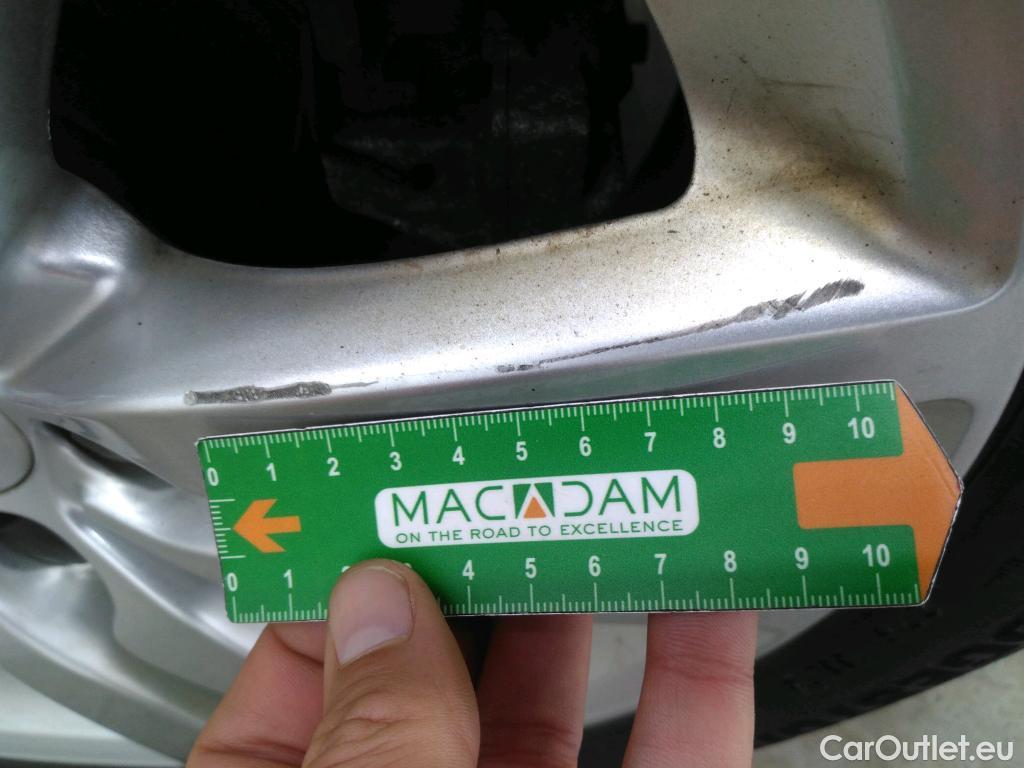 0 1 2 3 4 5 6 7 8 9 10
MACADAM
ON THE ROAD TO EXCELLENCE
0 1 4 5 6 7 8 9 10
CarOutlet.eu